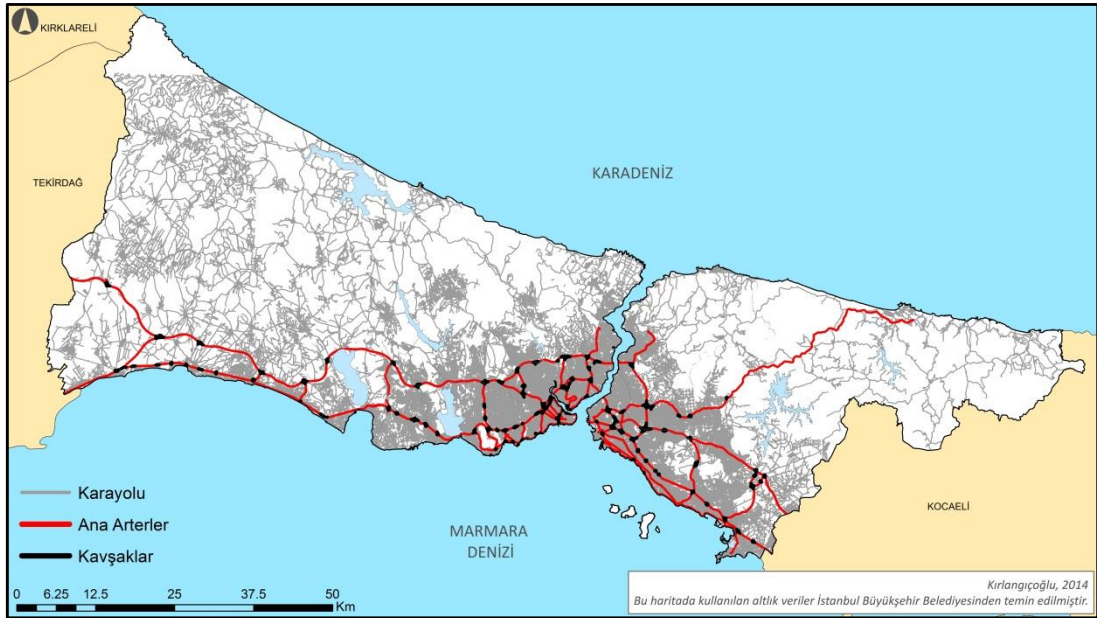 KIRKLARELİ
KARADENİZ
TEKİRDAĞ
KOCAELİ
MARMARA
DENİZİ
Karayolu
Ana Arterler
Kavşaklar
0 6.25 12.5 25 37.5 50
Km
Kırlangıçoğlu, 2014
Bu haritada kullanılan altlık veriler İstanbul Büyükşehir Belediyesinden temin edilmiştir.